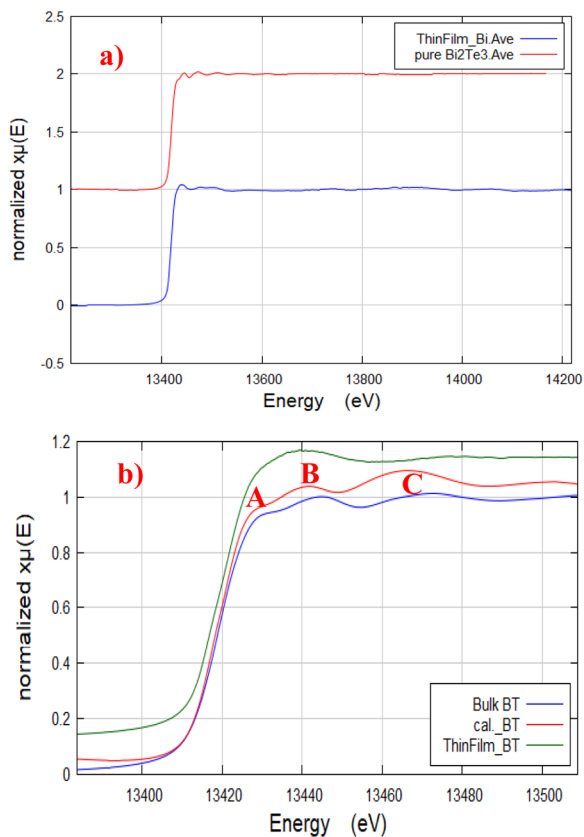 2.5
a)
ThinFilm_Bi.Ave
pure Bi2Te3.Ave
2
1.5
1
0.5
0
-0.5
normalized xμ(E)
13400
13600
13800
14000
14200
Energy (eV)
1.2
b)
A
B
C
1
0.8
0.6
0.4
0.2
0
normalized xμ(E)
Bulk BT
cal._BT
ThinFilm_BT
13400
13420
13440
13460
13480
13500
Energy (eV)